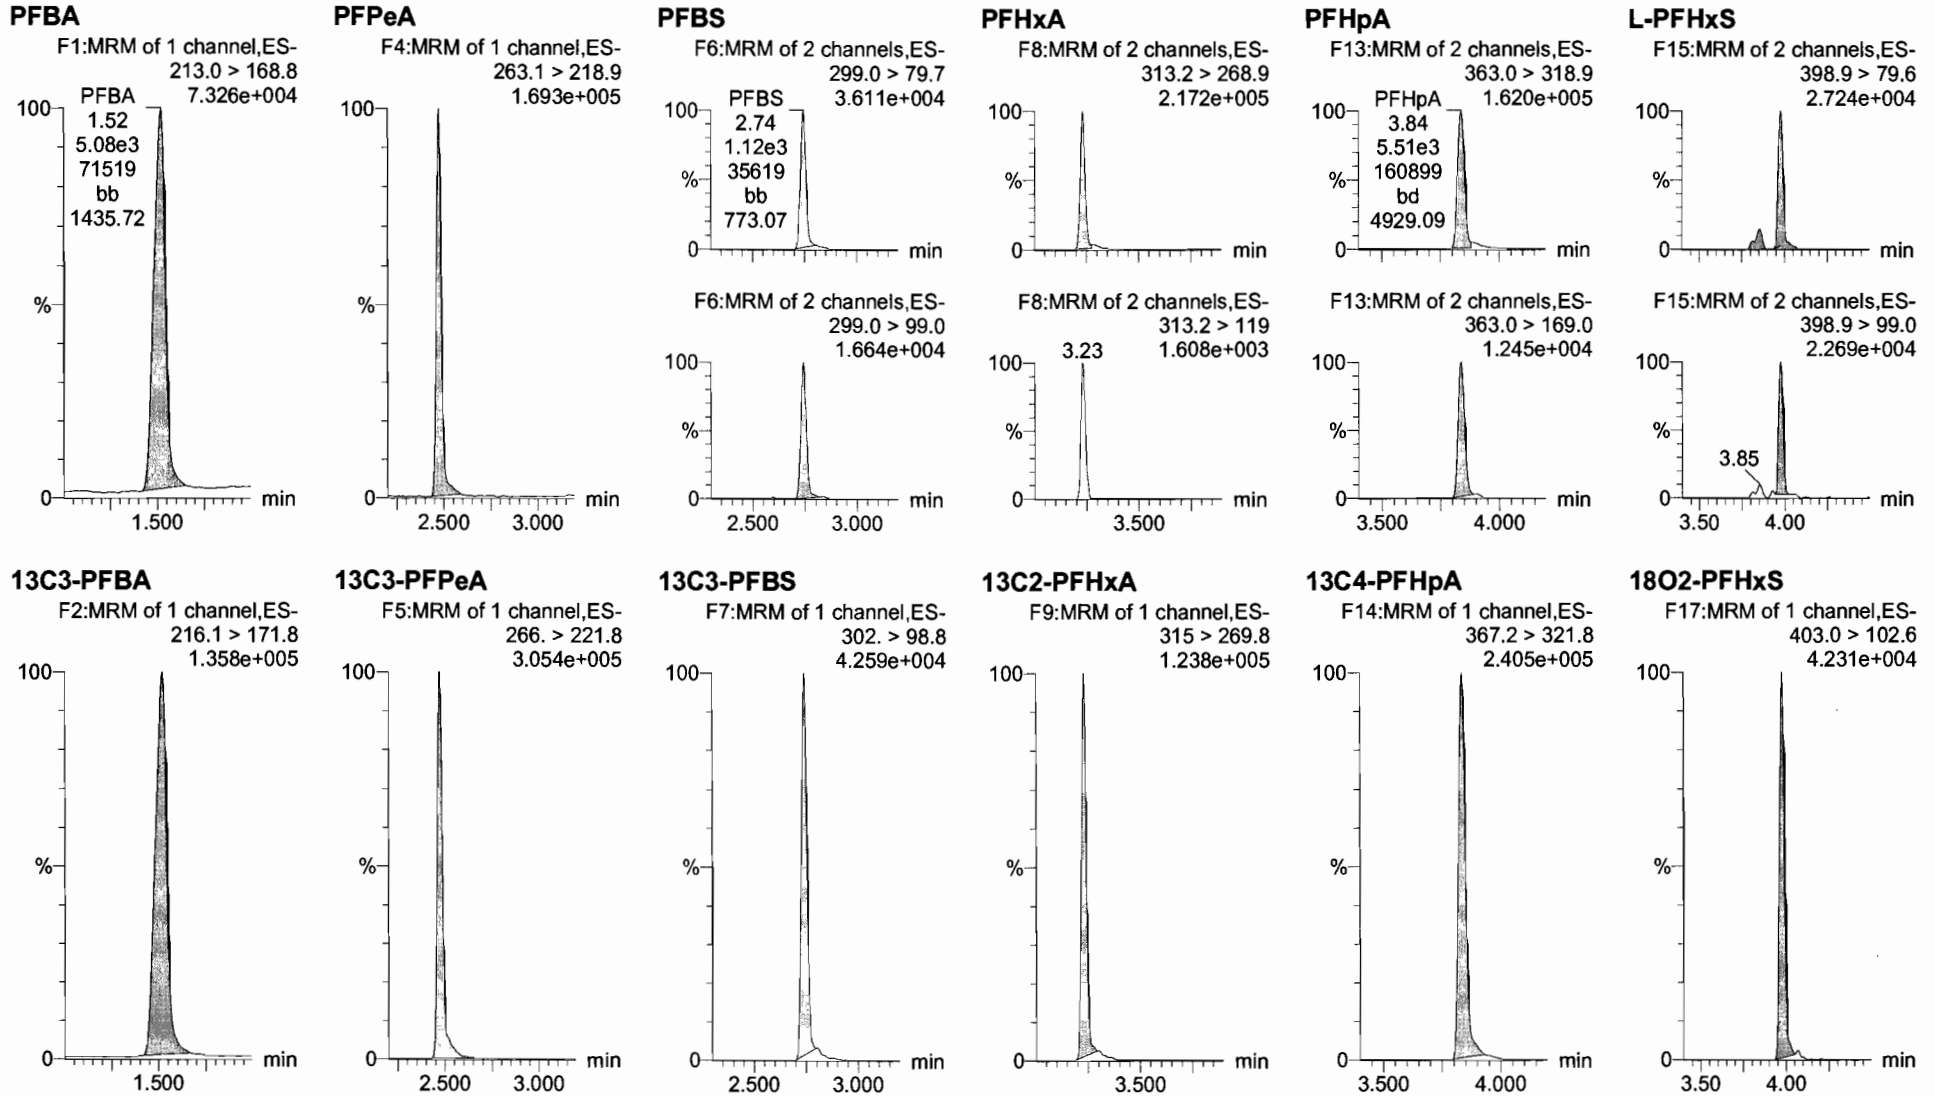 PFBA
F1:MRM of 1 channel,ES-
213.0 > 168.8
7.326e+004
PFBA
1.52
5.08e3
71519
bb
1435.72
100
%
0
min
1.500
PFPeA
F4:MRM of 1 channel,ES-
263.1 > 218.9
1.693e+005
100
%
0
min
2.500 3.000
PFBS
F6:MRM of 2 channels,ES-
299.0 > 79.7
3.611e+004
PFBS
2.74
1.12e3
35619
bb
773.07
100
%
0
min
F6:MRM of 2 channels,ES-
299.0 > 99.0
1.664e+004
100
%
0
min
2.500 3.000
PFHxA
F8:MRM of 2 channels,ES-
313.2 > 268.9
2.172e+005
100
%
0
min
F8:MRM of 2 channels,ES-
313.2 > 119
1.608e+003
3.23
100
%
0
min
3.500
PFHpA
F13:MRM of 2 channels,ES-
363.0 > 318.9
1.620e+005
PFHpA
3.84
5.51e3
160899
bd
4929.09
100
%
0
min
F13:MRM of 2 channels,ES-
363.0 > 169.0
1.245e+004
100
%
0
min
3.500 4.000
L-PFHxS
F15:MRM of 2 channels,ES-
398.9 > 79.6
2.724e+004
100
%
0
min
F15:MRM of 2 channels,ES-
398.9 > 99.0
2.269e+004
100
%
3.85
0
min
3.50 4.00
13C3-PFBA
F2:MRM of 1 channel,ES-
216.1 > 171.8
1.358e+005
100
%
0
min
1.500
13C3-PFPeA
F5:MRM of 1 channel,ES-
266. > 221.8
3.054e+005
100
%
0
min
2.500 3.000
13C3-PFBS
F7:MRM of 1 channel,ES-
302. > 98.8
4.259e+004
100
%
0
min
2.500 3.000
13C2-PFHxA
F9:MRM of 1 channel,ES-
315 > 269.8
1.238e+005
100
%
0
min
3.500
13C4-PFHpA
F14:MRM of 1 channel,ES-
367.2 > 321.8
2.405e+005
100
%
0
min
3.500 4.000
18O2-PFHxS
F17:MRM of 1 channel,ES-
403.0 > 102.6
4.231e+004
100
%
0
min
3.50 4.00